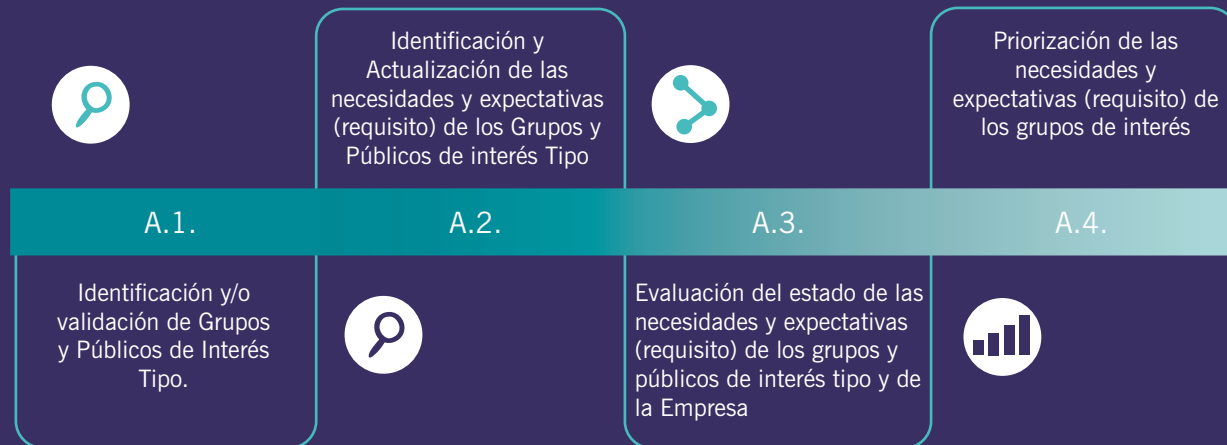 Identificación y
Actualización de las
necesidades y expectativas
(requisito) de los Grupos y
Públicos de interés Tipo
Priorización de las
necesidades y
expectativas (requisito) de
los grupos de interés
A.1.
A.2.
A.3.
A.4.
Identificación y/o
validación de Grupos
y Públicos de Interés
Tipo.
Evaluación del estado de las
necesidades y expectativas
(requisito) de los grupos y
públicos de interés tipo y de
la Empresa